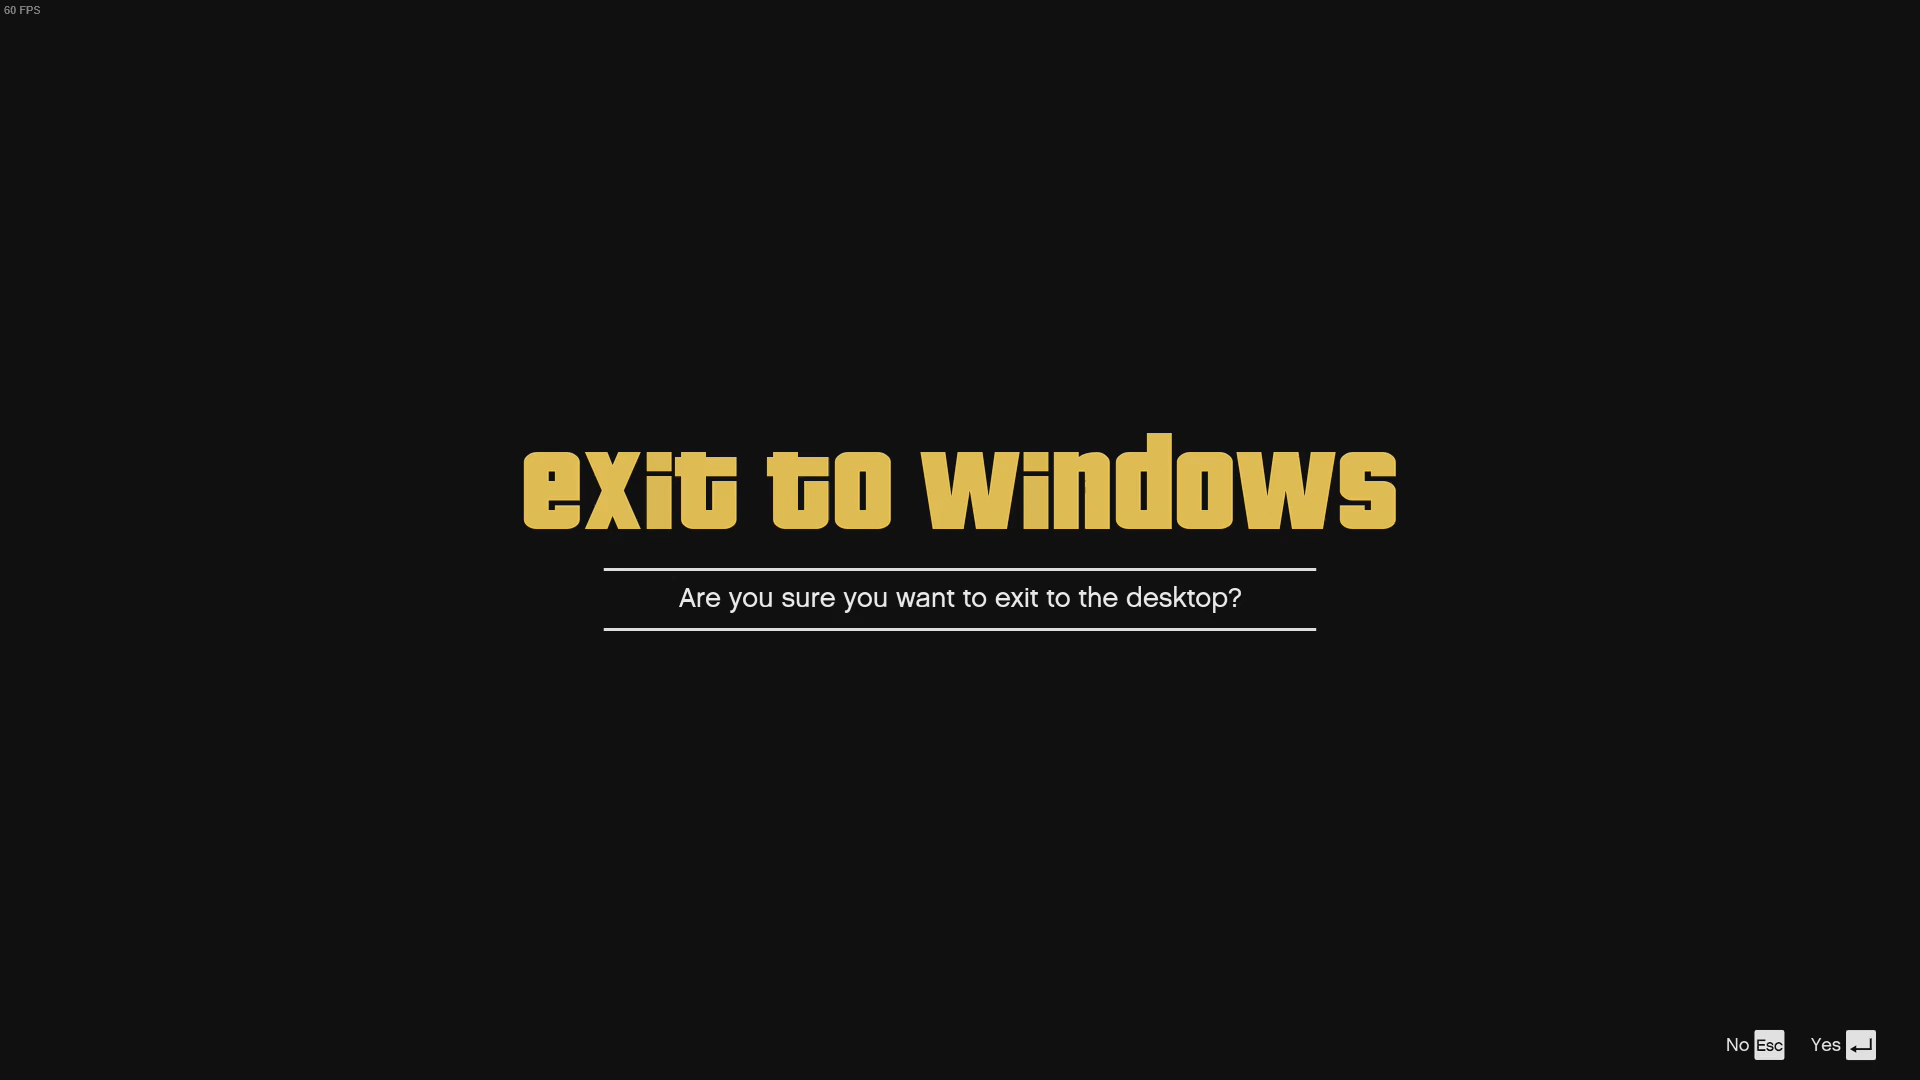 60 FPS
exit to windows
Are you sure you want to exit to the desktop?
No Esc Yes